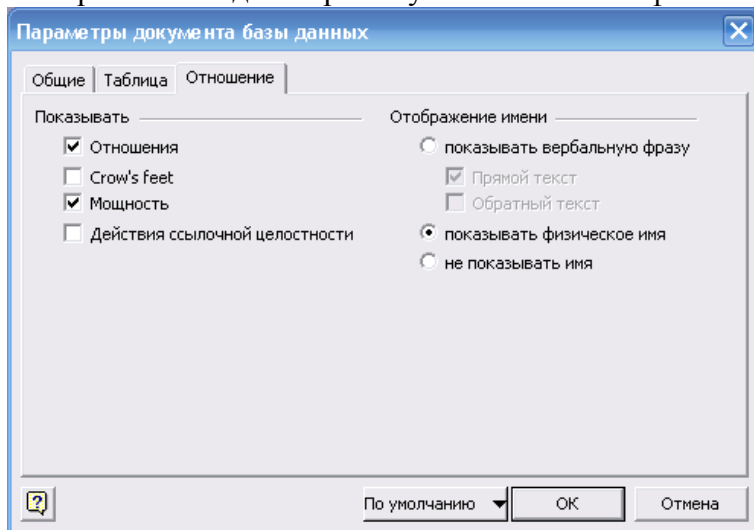 Параметры документа базы данных
Общие Таблица Отношение
Показывать
Отношения
Crow's feet
Мощность
Действия ссылочной целостности
Отображение имени
показывать вербальную фразу
Прямой текст
Обратный текст
показывать физическое имя
не показывать имя
По умолчанию OK Отмена